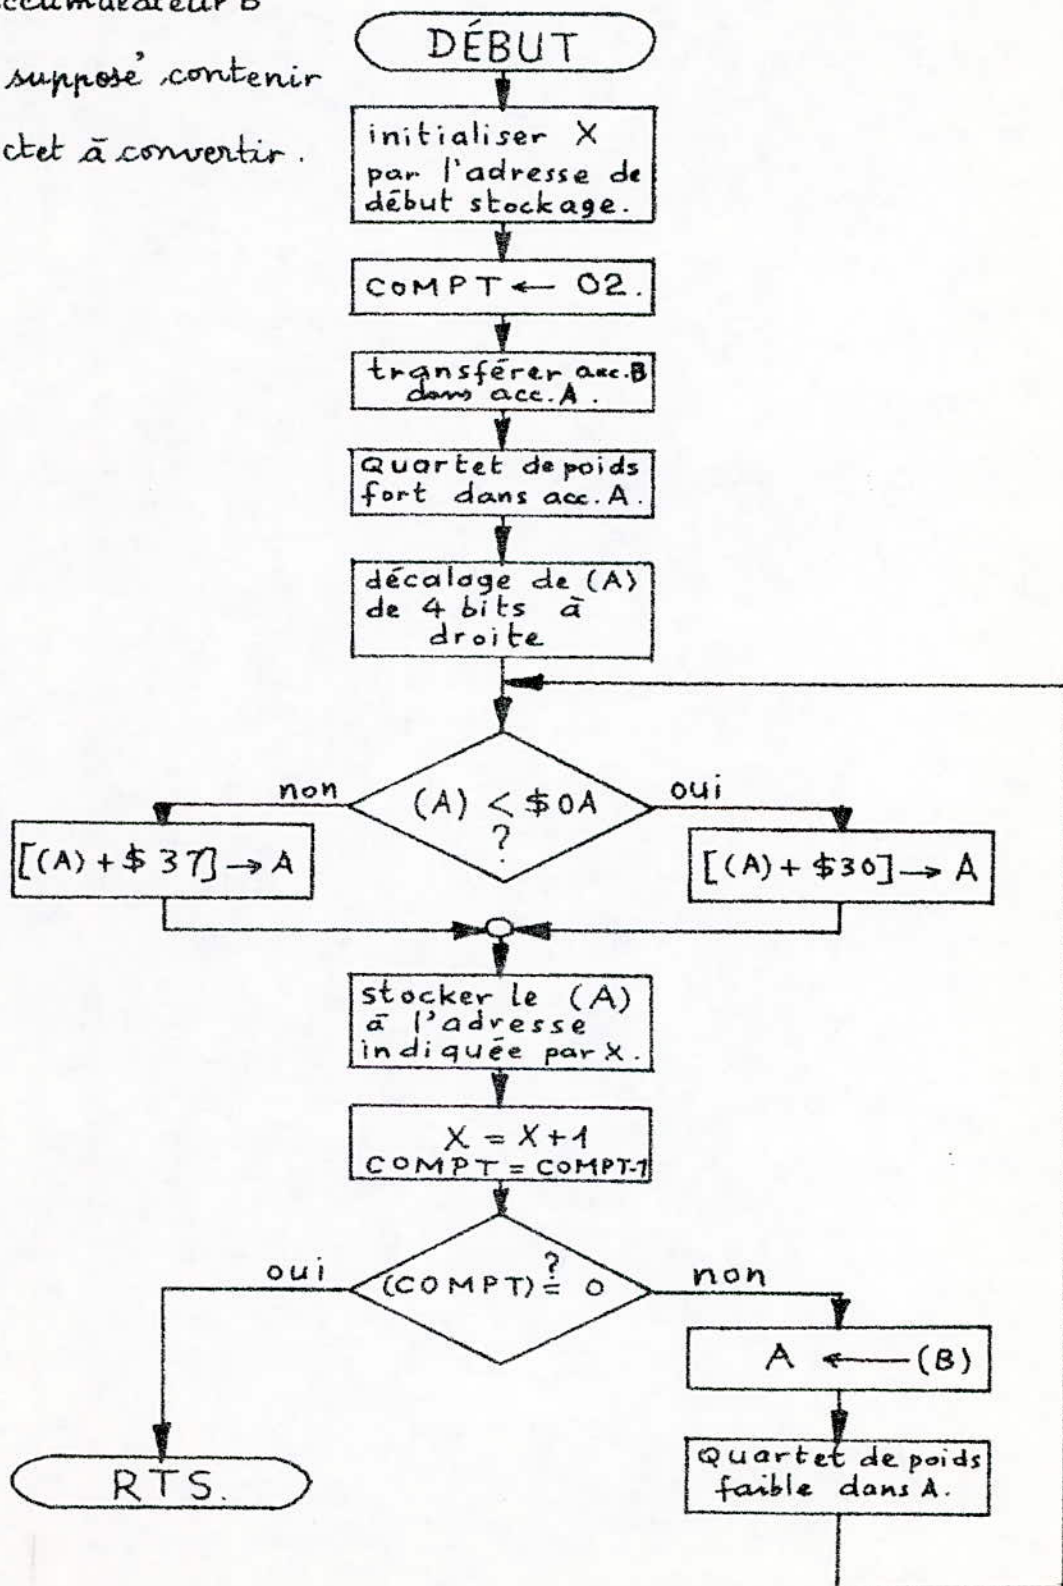 accumulateur B
suppose' contenir
ctet à convertir.
DÉBUT
initialiser X
par l'adresse de
début stockage.
COMPT ← 02.
transférer acc.B
dans acc.A.
Quartet de poids
fort dans acc.A.
décalage de (A)
de 4 bits à
droite
non
(A) < $0A
?
oui
[(A) + $37] → A
[(A) + $30] → A
stocker le (A)
à l'adresse
indiquée par X.
X = X+1
COMPT = COMPT-1
oui
(COMPT) ≟ 0
non
A ← (B)
Quartet de poids
faible dans A.
RTS.